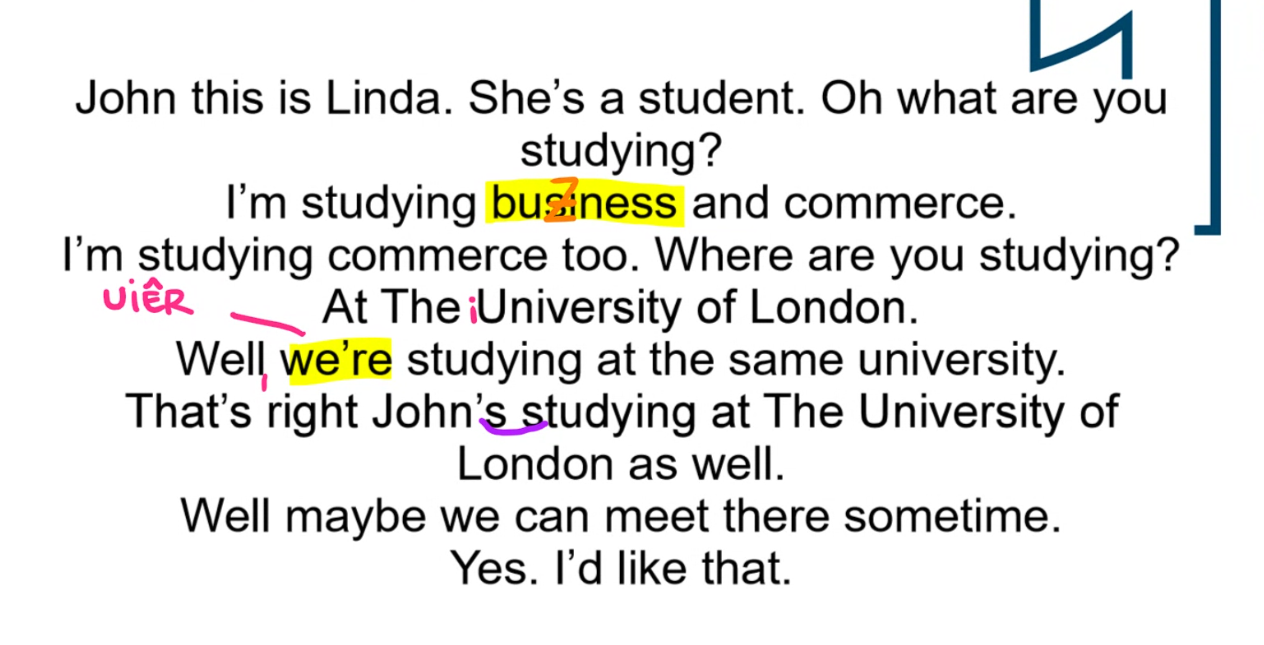 John this is Linda. She’s a student. Oh what are you
studying?
I’m studying business and commerce.
Z
I’m studying commerce too. Where are you studying?
UIÊR
At The iUniversity of London.
Well, we’re studying at the same university.
That’s right John’s studying at The University of
London as well.
Well maybe we can meet there sometime.
Yes. I’d like that.